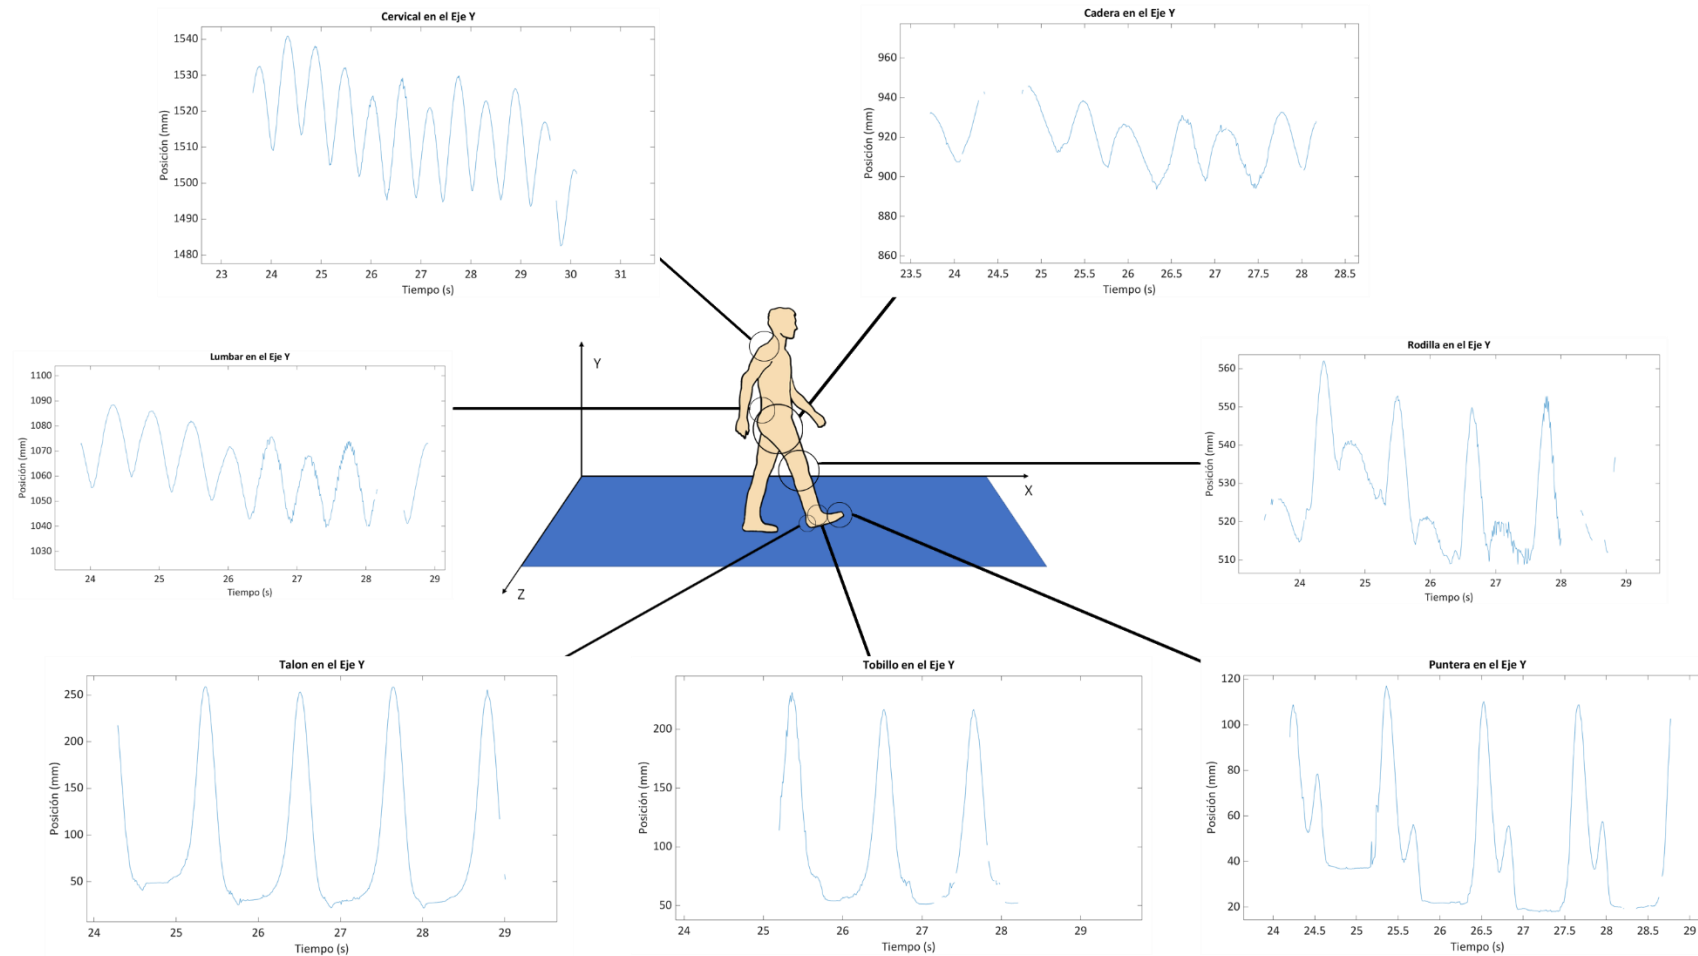 Cervical en el Eje Y
1540
1530
1520
1510
1500
1490
1480
Posición (mm)
23 24 25 26 27 28 29 30 31
Tiempo (s)
Cadera en el Eje Y
960
940
920
900
880
860
Posición (mm)
23.5 24 24.5 25 25.5 26 26.5 27 27.5 28 28.5
Tiempo (s)
Lumbar en el Eje Y
1100
1090
1080
1070
1060
1050
1040
1030
Posición (mm)
24 25 26 27 28 29
Tiempo (s)
Y
X
Z
Rodilla en el Eje Y
560
550
540
530
520
510
Posición (mm)
24 25 26 27 28 29
Tiempo (s)
Talon en el Eje Y
250
200
150
100
50
Posición (mm)
24 25 26 27 28 29
Tiempo (s)
Tobillo en el Eje Y
200
150
100
50
Posición (mm)
24 25 26 27 28 29
Tiempo (s)
Puntera en el Eje Y
120
100
80
60
40
20
Posición (mm)
24 24.5 25 25.5 26 26.5 27 27.5 28 28.5 29
Tiempo (s)